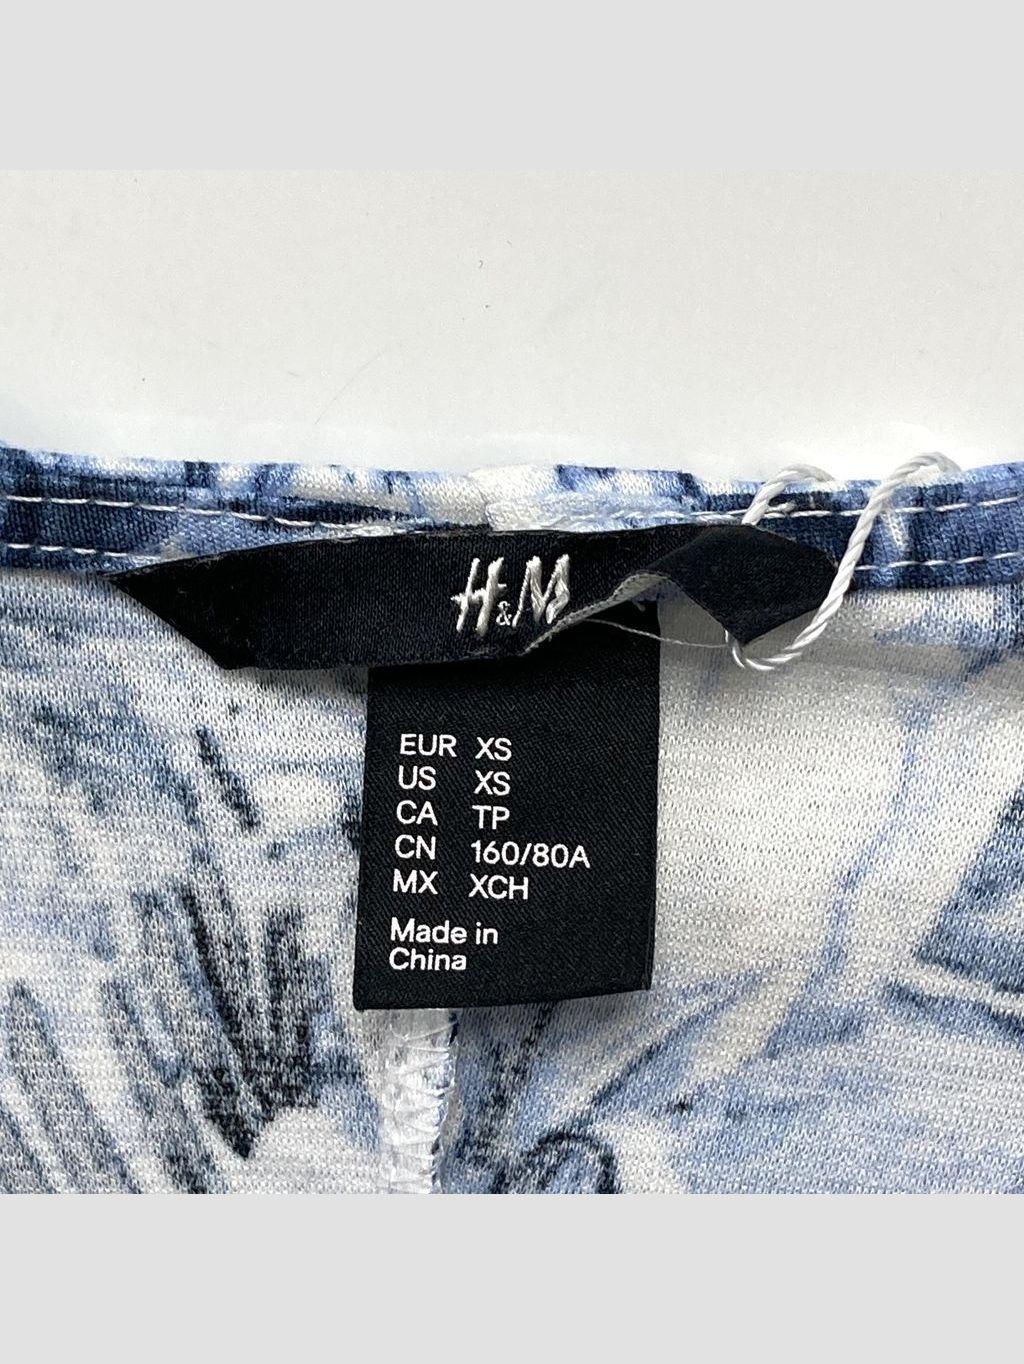 H&M
EUR XS
US XS
CA TP
CN 160/80A
MX XCH
Made in
China